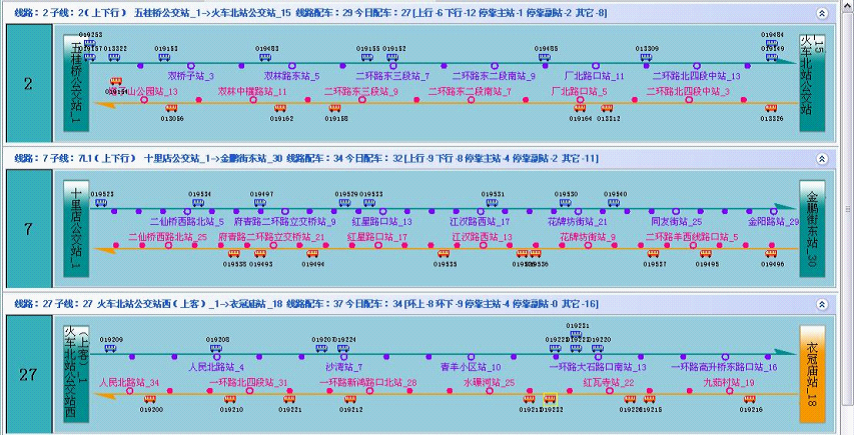 线路：2 子线：2（上下行） 五桂桥公交站_1->火车北站公交站_15 线路配车：29 今日配车：27 [上行-6 下行-12 停靠主站-1 停靠副站-2 其它-8]
019253
019484
13322 019153 019483 019155 019152 019485 013309
2
五桂桥公交站_1
双桥子站_3 双林路东站_5 二环路东三段站_7 二环路东二段南站_9 厂北路口站_11 二环路北四段中站_13
火车北站公交站_15
山公园站_13 双林中横路站_11 二环路东三段站_9 二环路东二段南站_7 厂北路口站_5 二环路北四段中站_3
013056 019162 019158 019164 013312 013326
线路：7 子线：7L1（上下行） 十里店公交站_1->金鹏街东站_30 线路配车：34 今日配车：32 [上行-9 下行-8 停靠主站-4 停靠副站-2 其它-11]
019523 019534 019497 019529 019533 019531 019530 019540
7
十里店公交站_1
二仙桥西路北站_5 府青路二环路立交桥站_9 红星路口站_13 江汉路西站_17 花牌坊街站_21 同友街站_25 金阳路站_29
金鹏街东站_30
二仙桥西路北站_25 府青路二环路立交桥站_21 红星路口站_17 江汉路西站_13 花牌坊街站_9 二环路羊西线路口站_5
019538 019493 019494 019535 019536 019537 019495 019496
线路：27 子线：27 火车北站公交站西（上客）_1->衣冠庙站_18 线路配车：37 今日配车：34 [环上-8 环下-9 停靠主站-4 停靠副站-0 其它-16]
019221
019209 019208 019207 019224 019220
27
火车北站公交站西（上客）_1
人民北路站_4 沙湾站_7 青羊小区站_10 一环路大石路口南站_13 一环路高升桥东路口站_16
衣冠庙站_18
人民北路站_34 一环路北四段站_31 一环路新鸿路口北站_28 水碾河站_25 红瓦寺站_22 九茹村站_19
019200 019210 019221 019212 019222 019215 019216